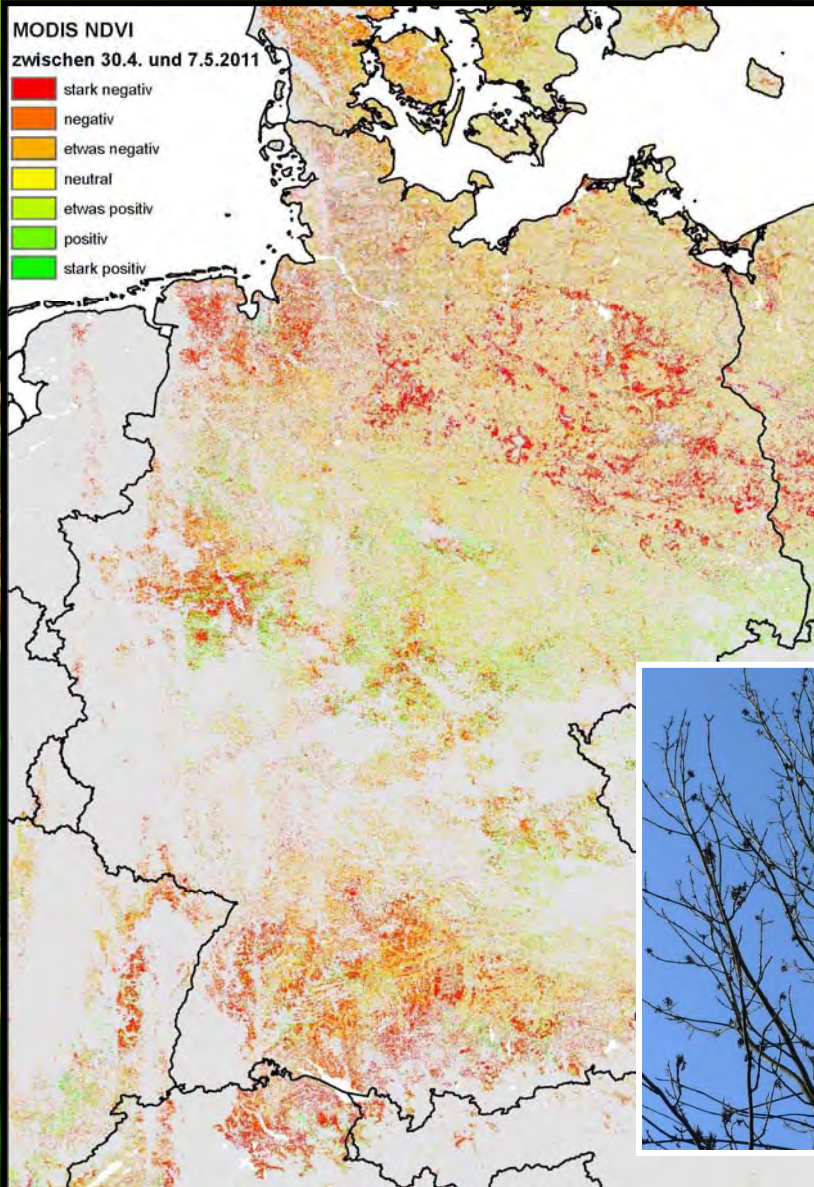 MODIS NDVI
zwischen 30.4. und 7.5.2011
stark negativ
negativ
etwas negativ
neutral
etwas positiv
positiv
stark positiv